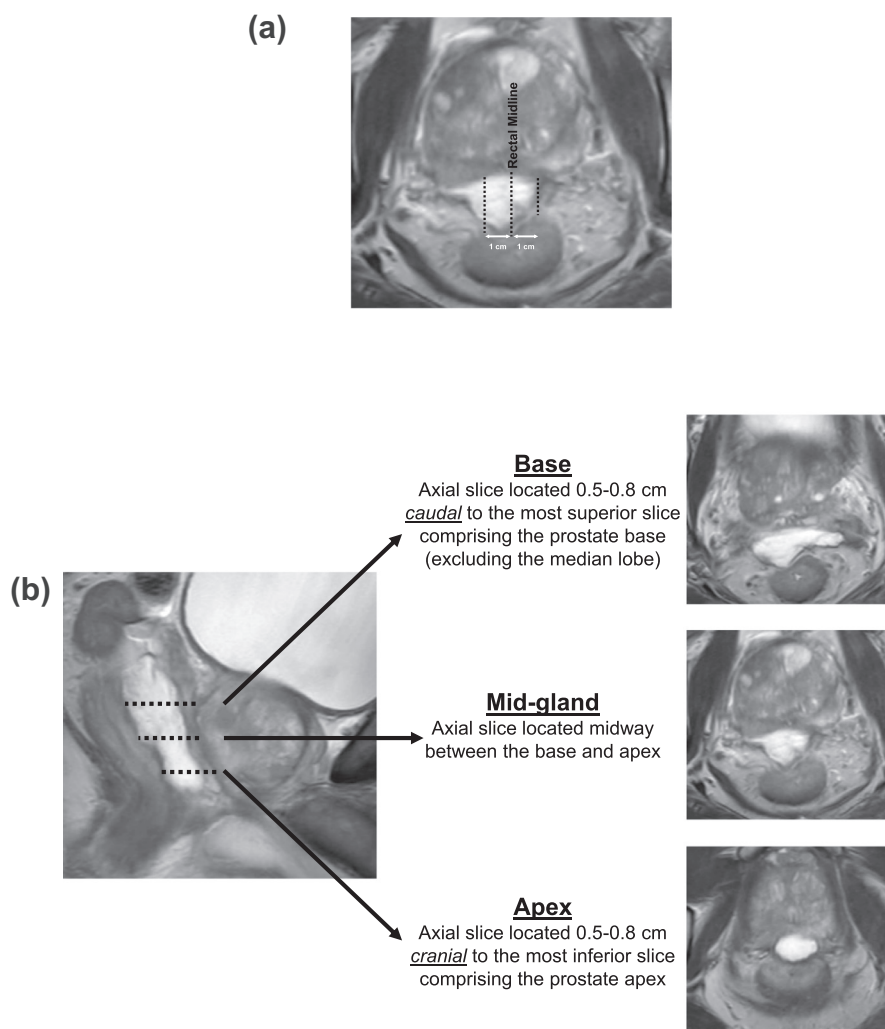 (a)
Rectal Midline
1 cm
1 cm
(b)
Base
Axial slice located 0.5-0.8 cm
caudal to the most superior slice
comprising the prostate base
(excluding the median lobe)
Mid-gland
Axial slice located midway
between the base and apex
Apex
Axial slice located 0.5-0.8 cm
cranial to the most inferior slice
comprising the prostate apex